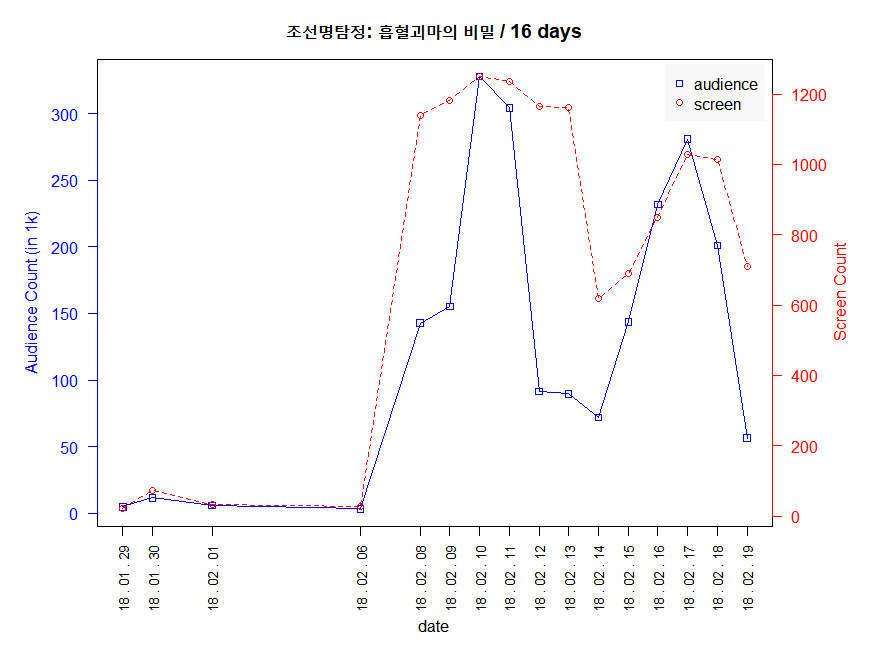 조선명탐정: 흡혈괴마의 비밀 / 16 days
audience
screen
Audience Count (in 1k)
300
250
200
150
100
50
0
1200
1000
800
600
400
200
0
Screen Count
18 . 01 . 29
18 . 01 . 30
18 . 02 . 01
18 . 02 . 06
18 . 02 . 08
18 . 02 . 09
18 . 02 . 10
18 . 02 . 11
18 . 02 . 12
18 . 02 . 13
18 . 02 . 14
18 . 02 . 15
18 . 02 . 16
18 . 02 . 17
18 . 02 . 18
18 . 02 . 19
date